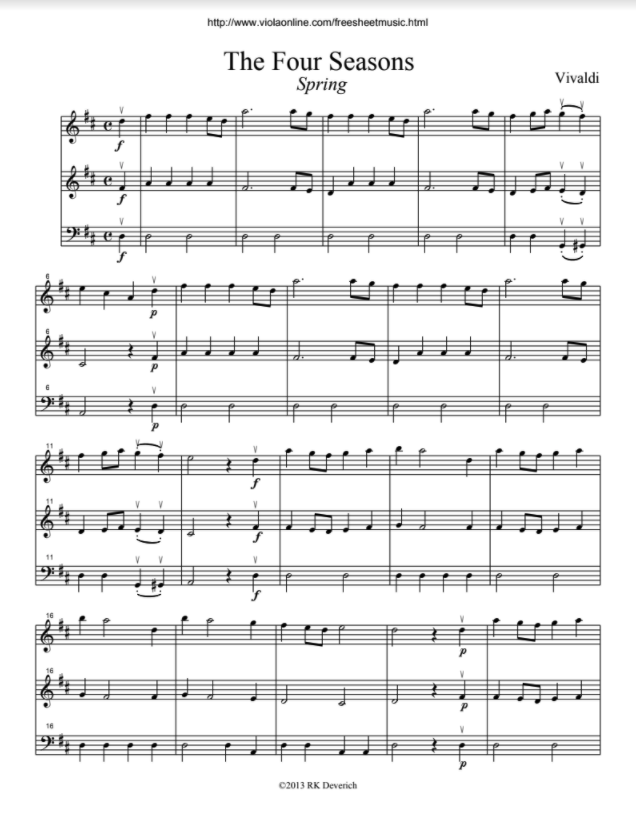 http://www.violaonline.com/freesheetmusic.html
The Four Seasons
Spring
Vivaldi
f
f
f
6
p
6
p
6
p
11
f
11
f
11
f
16
p
16
p
16
p
©2013 RK Deverich